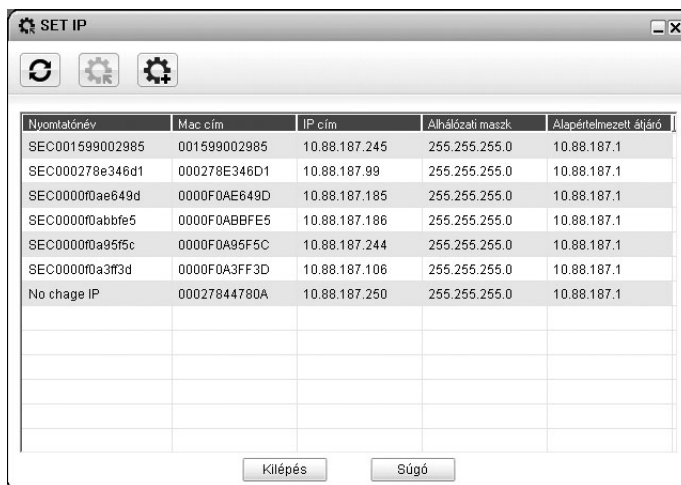 SET IP
Nyomtatónév Mac cím IP cím Alhálózati maszk Alapértelmezett átjáró
SEC001599002985 001599002985 10.88.187.245 255.255.255.0 10.88.187.1
SEC000278e346d1 000278E346D1 10.88.187.99 255.255.255.0 10.88.187.1
SEC0000f0ae649d 0000F0AE649D 10.88.187.185 255.255.255.0 10.88.187.1
SEC0000f0abbfe5 0000F0ABBFE5 10.88.187.186 255.255.255.0 10.88.187.1
SEC0000f0a95f5c 0000F0A95F5C 10.88.187.244 255.255.255.0 10.88.187.1
SEC0000f0a3ff3d 0000F0A3FF3D 10.88.187.106 255.255.255.0 10.88.187.1
No chage IP 00027844780A 10.88.187.250 255.255.255.0 10.88.187.1
Kilépés Súgó